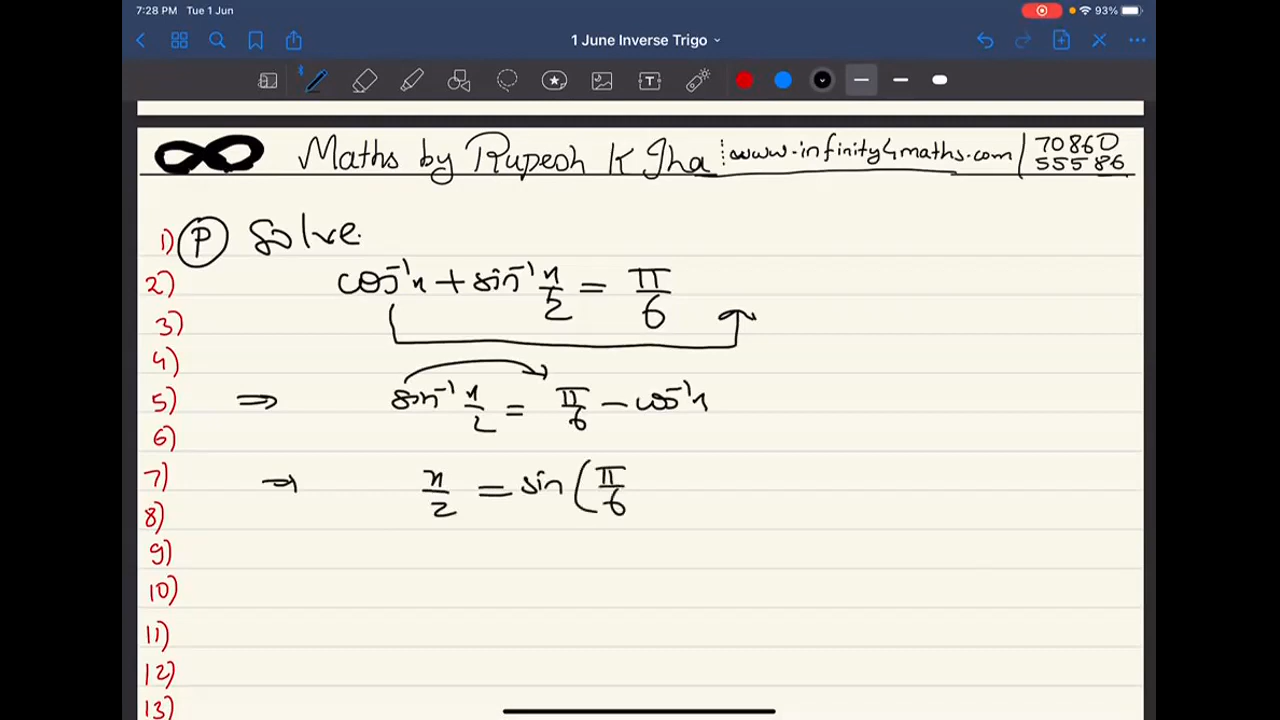 7:28 PM Tue 1 Jun 93%
1 June Inverse Trigo
Maths by Rupesh K Jha www.infinity4maths.com 70860 55586
1) P Solve.
2) cos⁻¹x + sin⁻¹ x/2 = π/6
3)
4)
5) ⇒ sin⁻¹ x/2 = π/6 − cos⁻¹x
6)
7) ⇒ x/2 = sin(π/6
8)
9)
10)
11)
12)
13)